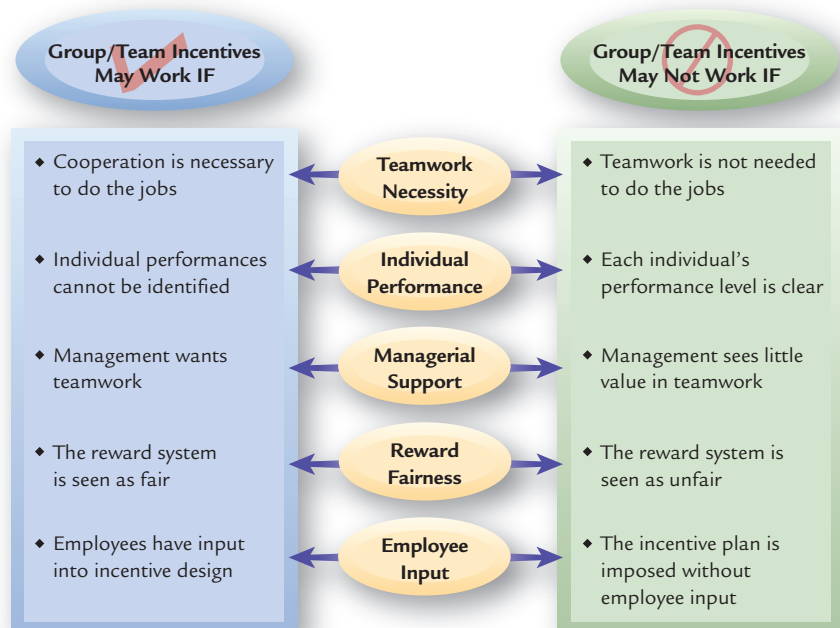 Group/Team Incentives
May Work IF
Group/Team Incentives
May Not Work IF
◆ Cooperation is necessary
to do the jobs
Teamwork
Necessity
◆ Teamwork is not needed
to do the jobs
◆ Individual performances
cannot be identified
Individual
Performance
◆ Each individual’s
performance level is clear
◆ Management wants
teamwork
Managerial
Support
◆ Management sees little
value in teamwork
◆ The reward system
is seen as fair
Reward
Fairness
◆ The reward system is
seen as unfair
◆ Employees have input
into incentive design
Employee
Input
◆ The incentive plan is
imposed without
employee input